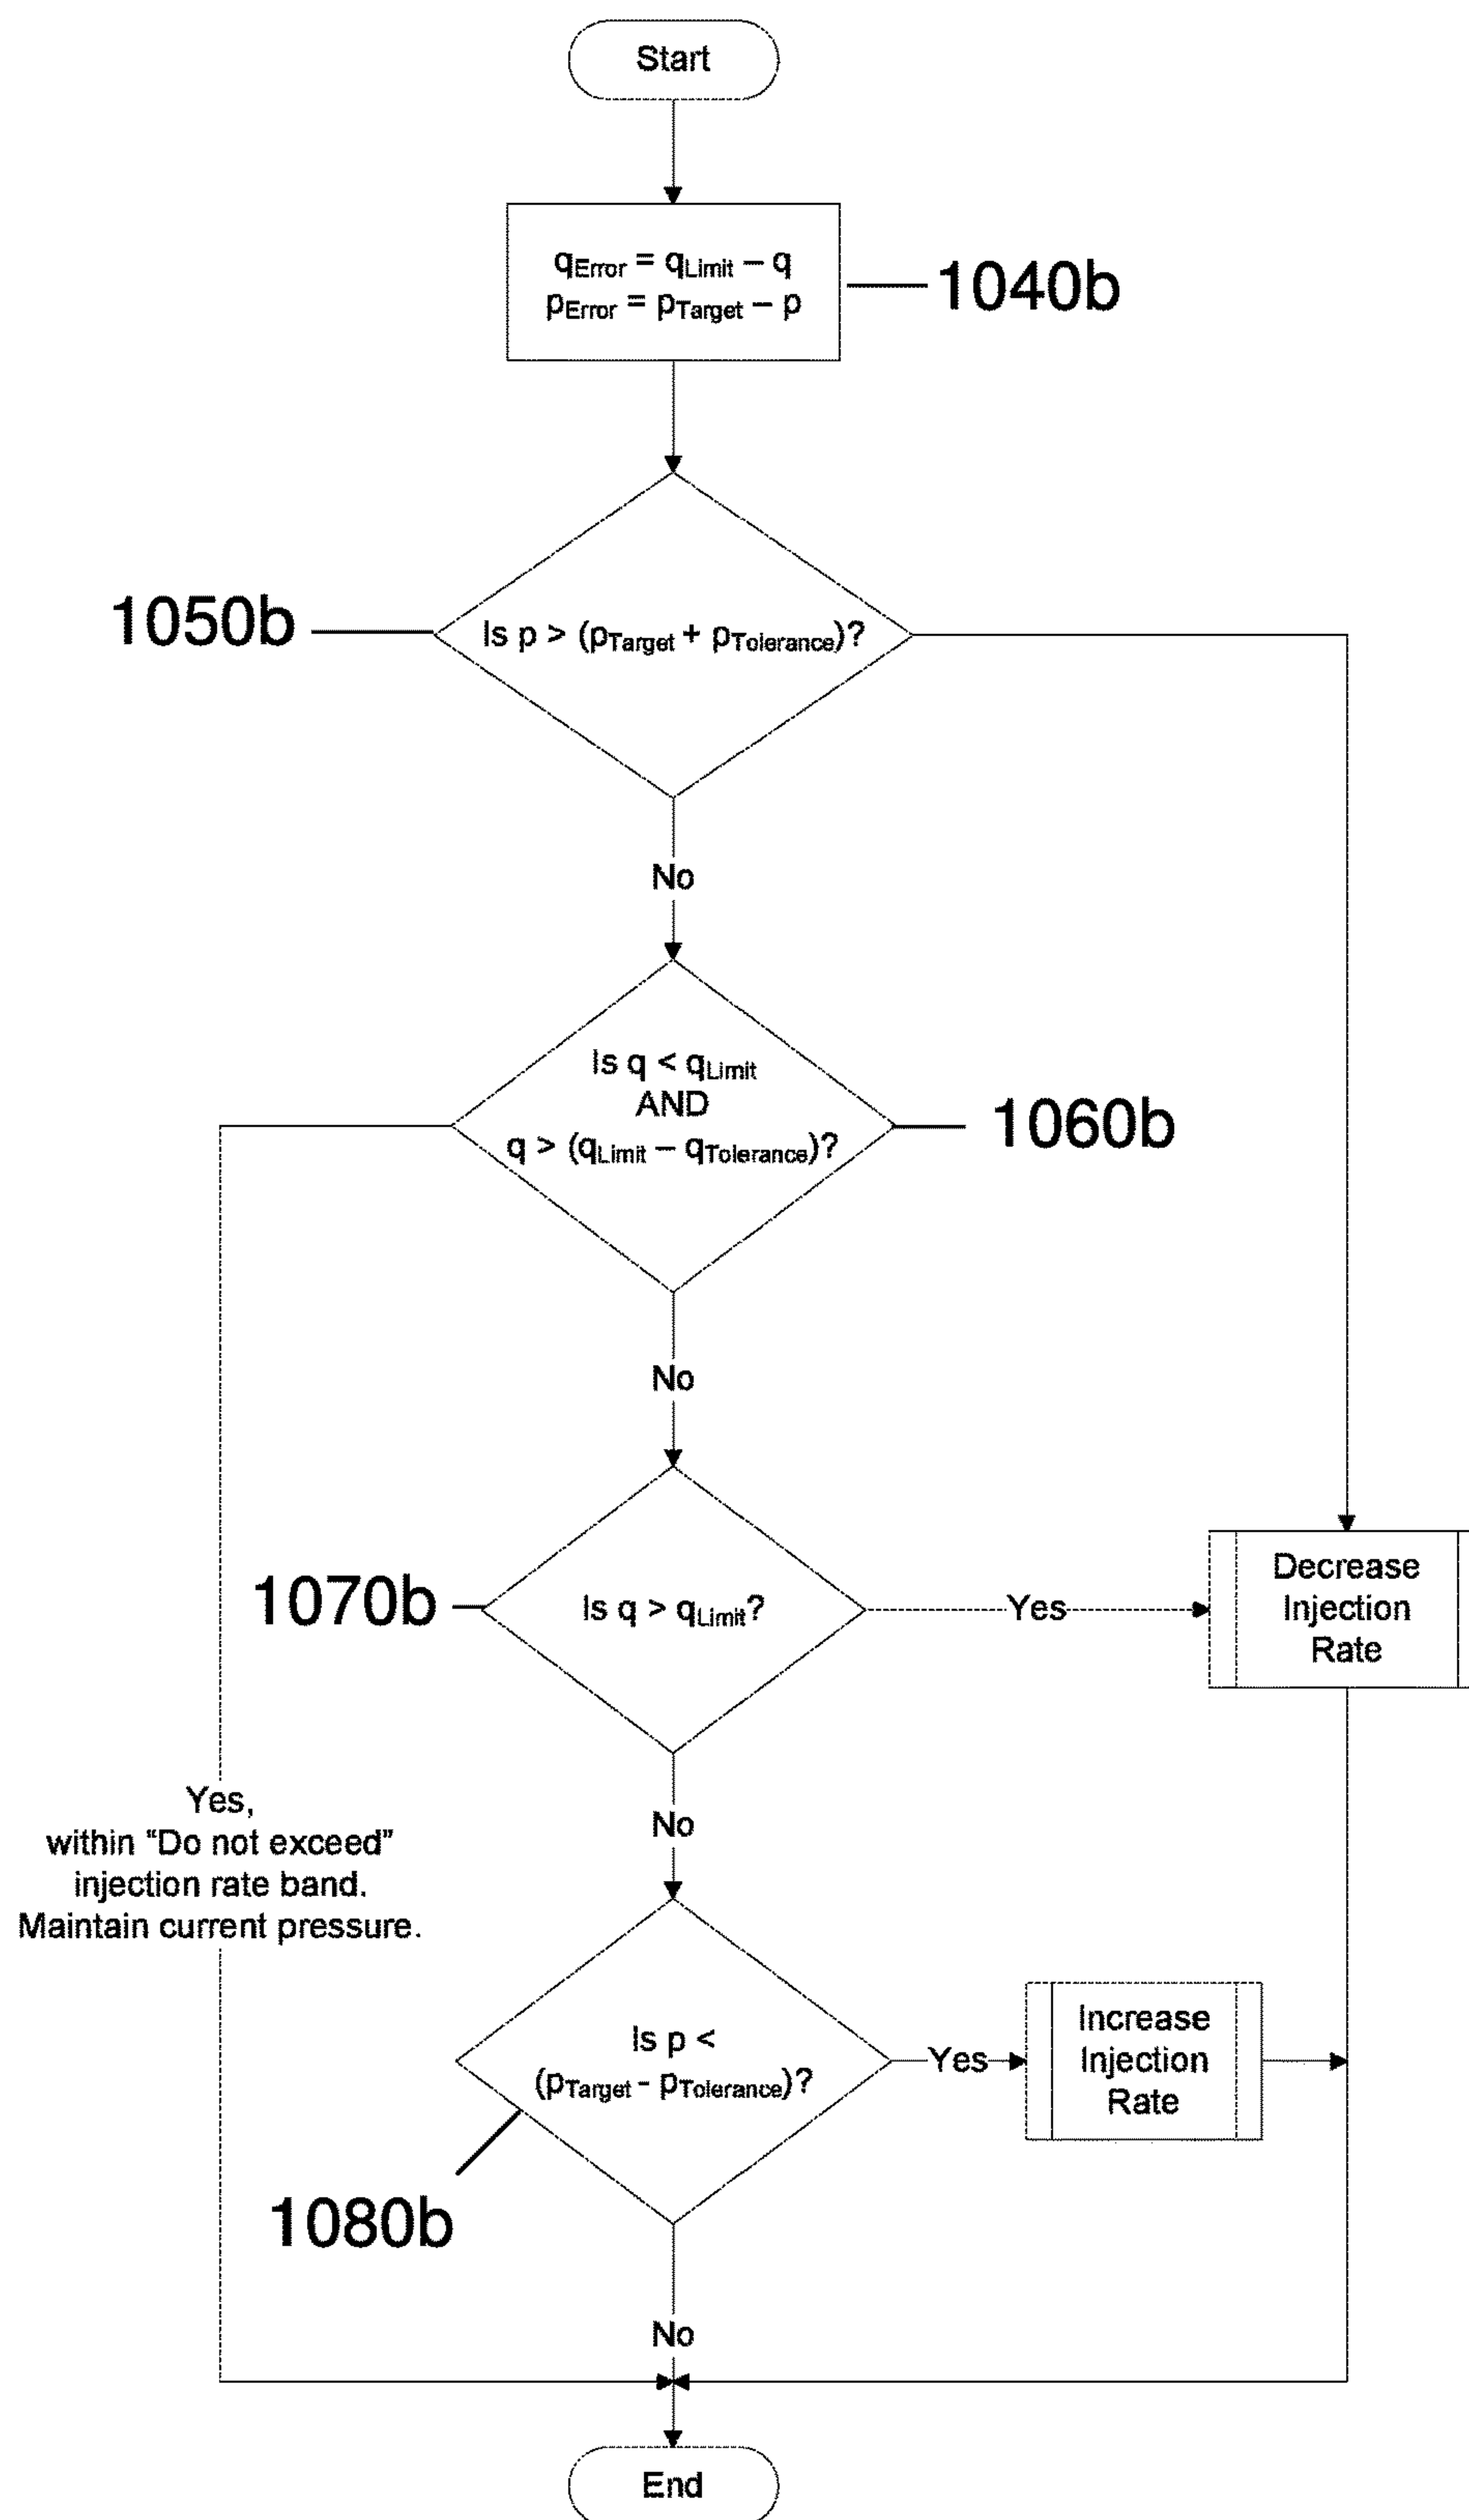 Start
qError = qLimit – q
pError = pTarget – p
1040b
1050b
Is p > (pTarget + pTolerance)?
No
Is q < qLimit
AND
q > (qLimit – qTolerance)?
1060b
No
1070b
Is q > qLimit?
Yes
Decrease
Injection
Rate
No
Yes,
within “Do not exceed”
injection rate band.
Maintain current pressure.
Is p <
(pTarget - pTolerance)?
Yes
Increase
Injection
Rate
1080b
No
End